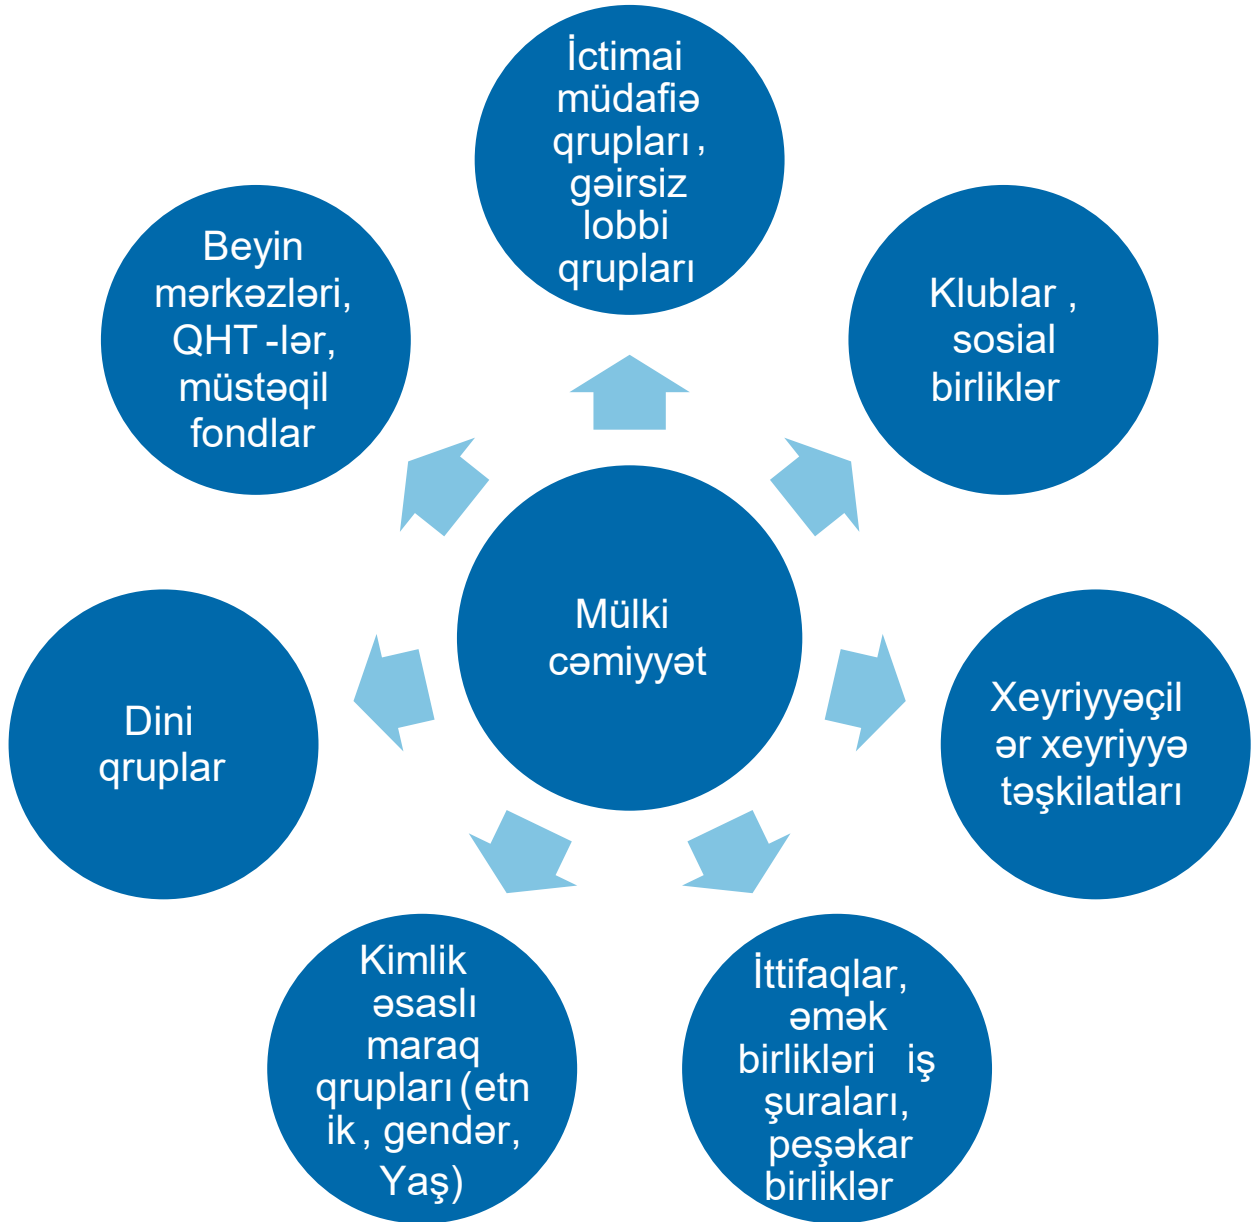 İctimai
müdafiə
qrupları,
gəirsiz
lobbi
qrupları
Klublar ,
sosial
birliklər
Xeyriyyəçil
ər xeyriyyə
təşkilatları
İttifaqlar,
əmək
birlikləri iş
şuraları,
peşəkar
birliklər
Kimlik
əsaslı
maraq
qrupları (etn
ik, gendər,
Yaş)
Dini
qruplar
Beyin
mərkəzləri,
QHT -lər,
müstəqil
fondlar
Mülki
cəmiyyət